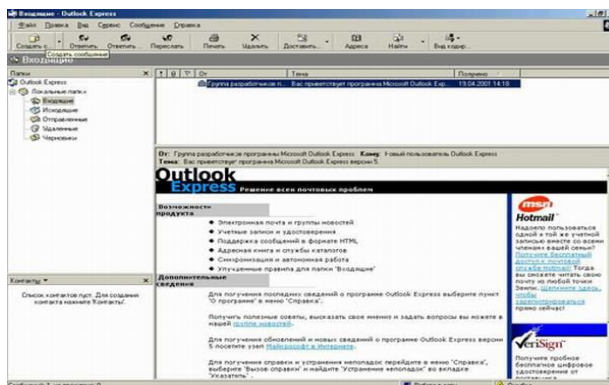 Входящие - Outlook Express
Файл Правка Вид Сервис Сообщение Справка
Создать с... Ответить Ответить ... Переслать Печать Удалить Доставить... Адреса Найти Вид кодир...
Создать сообщение
Входящие
Папки
От Тема Получено
Outlook Express
Локальные папки
Входящие
Исходящие
Отправленные
Удаленные
Черновики
Группа разработчиков п... Вас приветствует программа Microsoft Outlook Exp... 19.04.2001 14:18
От: Группа разработчиков программы Microsoft Outlook Express Кому: Новый пользователь Outlook Express
Тема: Вас приветствует программа Microsoft Outlook Express версии 5
Outlook
Express Решение всех почтовых проблем
Возможности
продукта
• Электронная почта и группы новостей
• Учетные записи и удостоверения
• Поддержка сообщений в формате HTML
• Адресная книга и службы каталогов
• Синхронизация и автономная работа
• Улучшенные правила для папки "Входящие"
msn
Hotmail
Надоело пользоваться
одной и той же учетной
записью вместе со всеми
членами вашей семьи?
Получите бесплатный
доступ к почтовой
службе Hotmail! Тогда
вы сможете читать свою
почту из любой точки
Земли. Щелкните здесь,
чтобы
зарегистрироваться
прямо сейчас!
Дополнительные
сведения
Для получения последних сведений о программе Outlook Express выберите пункт
"О программе" в меню "Справка".
Получить полезные советы, высказать свое мнение и задать вопросы вы можете в
нашей группе новостей.
Для получения обновлений и новых сведений о программе Outlook Express версии
5 посетите узел Майкрософт в Интернете.
Для получения справки и устранения неполадок перейдите в меню "Справка",
выберите "Вызов справки" и найдите "Устранение неполадок" во вкладке
"Указатель".
VeriSign
Получите пробное
бесплатное цифровое
удостоверение от
Контакты
Список контактов пуст. Для создания
контакта нажмите 'Контакты'.